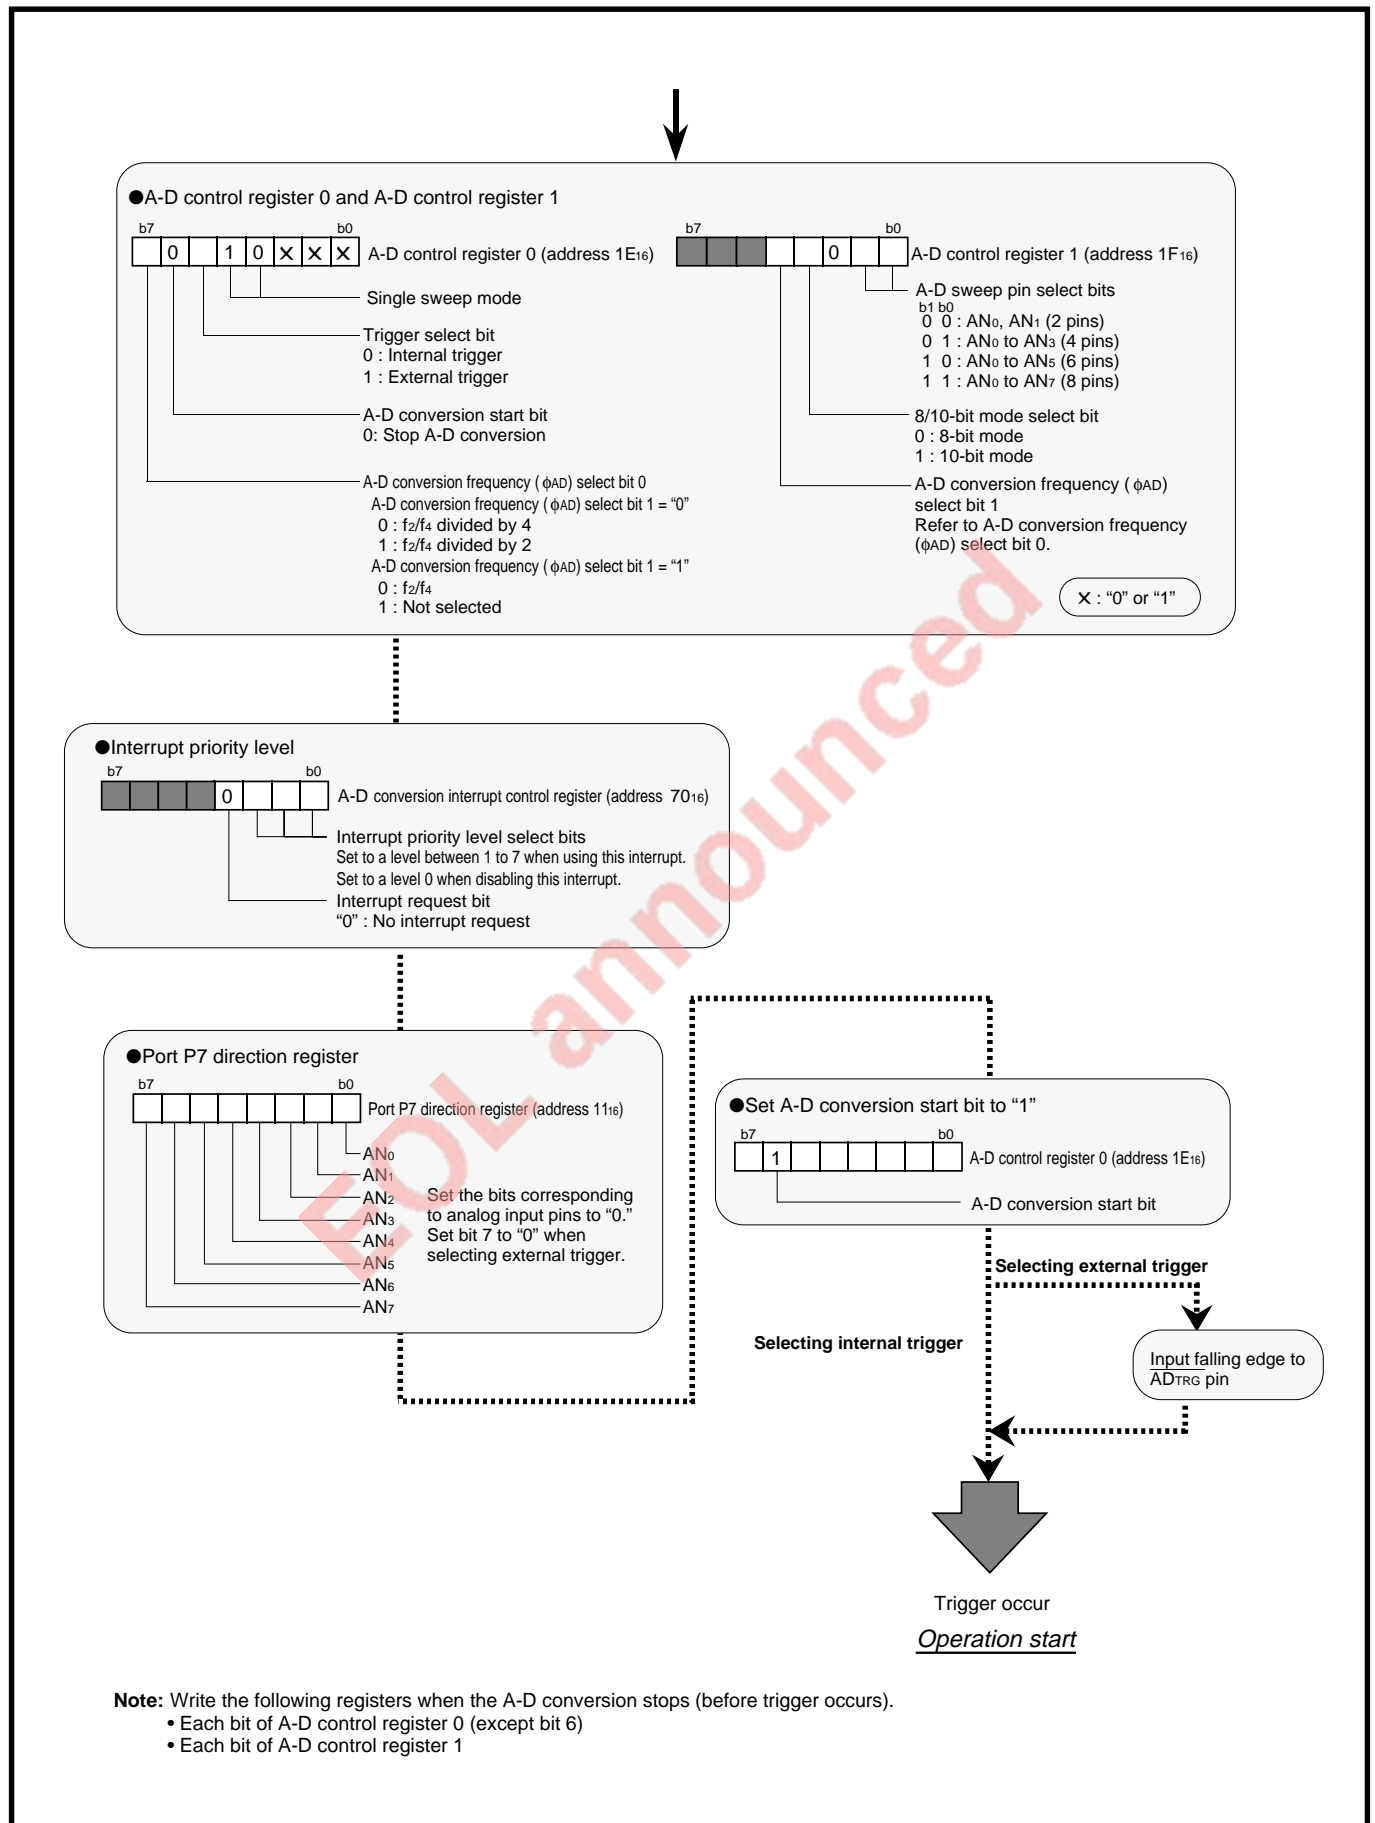 ●A-D control register 0 and A-D control register 1
b7 b0
0 1 0 × × × A-D control register 0 (address 1E16)
Single sweep mode
Trigger select bit
0 : Internal trigger
1 : External trigger
A-D conversion start bit
0: Stop A-D conversion
A-D conversion frequency (ϕAD) select bit 0
A-D conversion frequency (ϕAD) select bit 1 = “0”
0 : f2/f4 divided by 4
1 : f2/f4 divided by 2
A-D conversion frequency (ϕAD) select bit 1 = “1”
0 : f2/f4
1 : Not selected
b7 b0
0 A-D control register 1 (address 1F16)
A-D sweep pin select bits
b1 b0
0 0 : AN0, AN1 (2 pins)
0 1 : AN0 to AN3 (4 pins)
1 0 : AN0 to AN5 (6 pins)
1 1 : AN0 to AN7 (8 pins)
8/10-bit mode select bit
0 : 8-bit mode
1 : 10-bit mode
A-D conversion frequency (ϕAD)
select bit 1
Refer to A-D conversion frequency
(ϕAD) select bit 0.
× : “0” or “1”
●Interrupt priority level
b7 b0
0 A-D conversion interrupt control register (address 7016)
Interrupt priority level select bits
Set to a level between 1 to 7 when using this interrupt.
Set to a level 0 when disabling this interrupt.
Interrupt request bit
“0” : No interrupt request
●Port P7 direction register
b7 b0
Port P7 direction register (address 1116)
AN0
AN1
AN2
AN3
AN4
AN5
AN6
AN7
Set the bits corresponding
to analog input pins to “0.”
Set bit 7 to “0” when
selecting external trigger.
●Set A-D conversion start bit to “1”
b7 b0
1 A-D control register 0 (address 1E16)
A-D conversion start bit
Selecting external trigger
Selecting internal trigger
Input falling edge to
ADTRG pin
Trigger occur
Operation start
Note: Write the following registers when the A-D conversion stops (before trigger occurs).
• Each bit of A-D control register 0 (except bit 6)
• Each bit of A-D control register 1
EOL announced